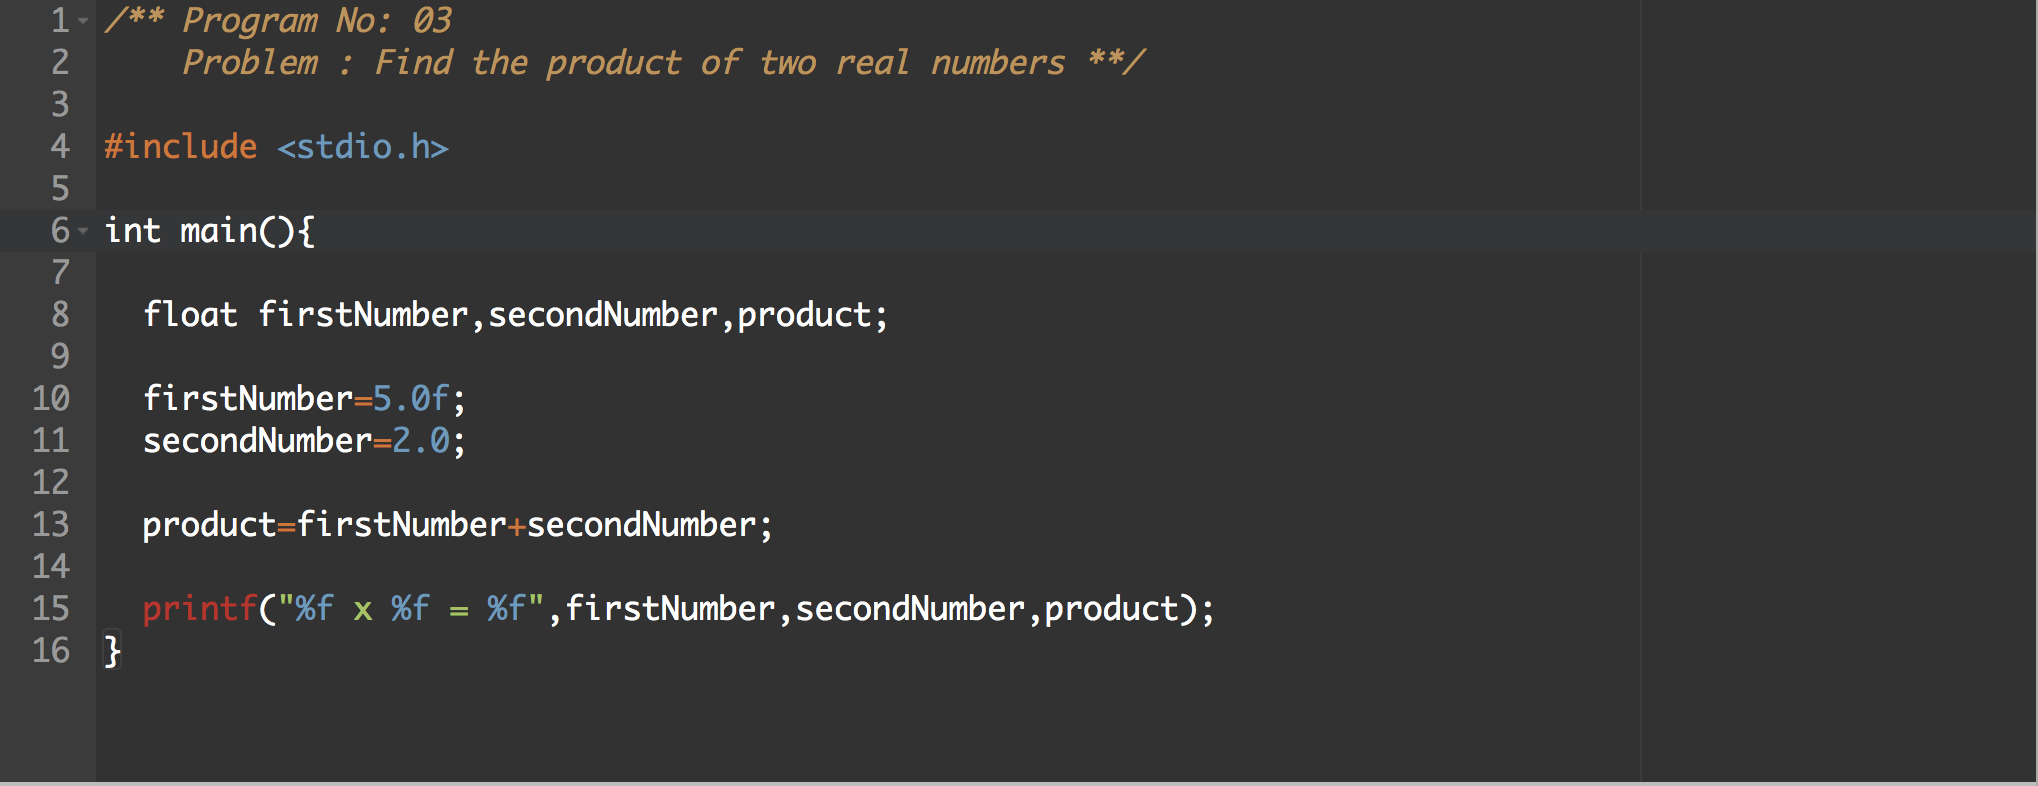 1 /** Program No: 03
2 Problem : Find the product of two real numbers **/
3
4 #include <stdio.h>
5
6 int main(){
7
8 float firstNumber,secondNumber,product;
9
10 firstNumber=5.0f;
11 secondNumber=2.0;
12
13 product=firstNumber+secondNumber;
14
15 printf("%f x %f = %f",firstNumber,secondNumber,product);
16 }